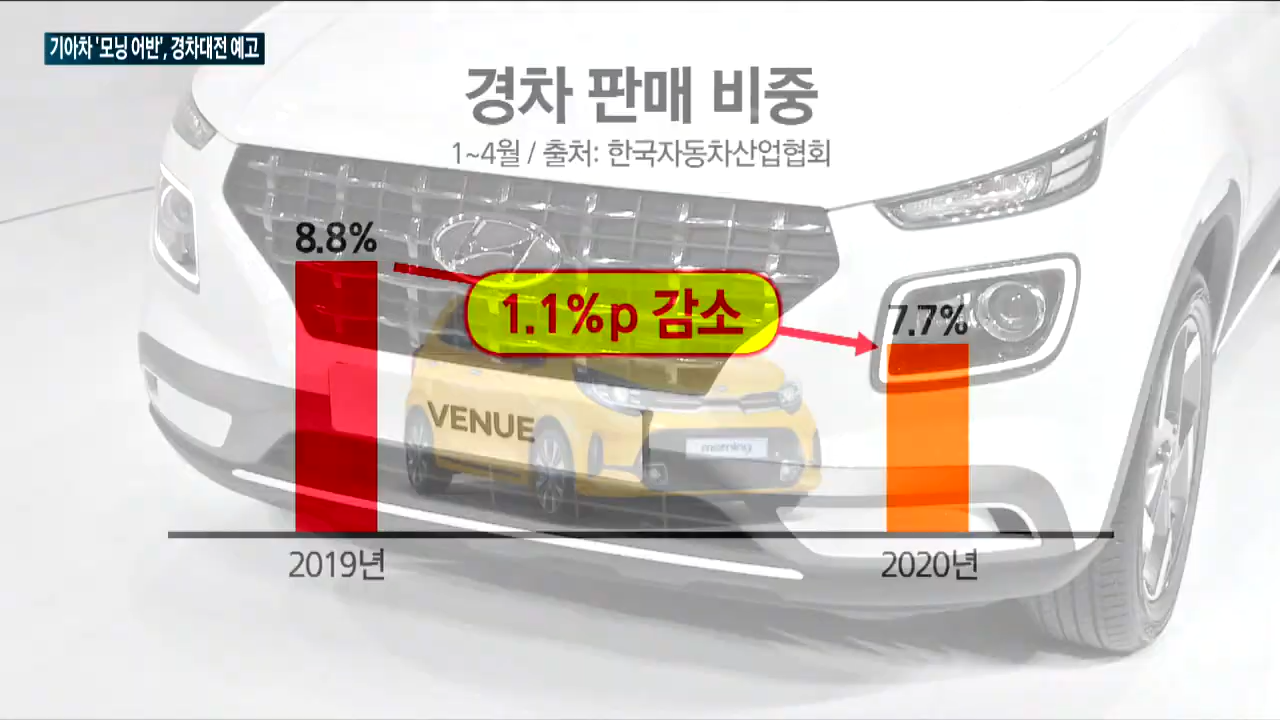 기아차 '모닝 어반', 경차대전 예고
경차 판매 비중
1~4월 / 출처: 한국자동차산업협회
8.8%
1.1%p 감소
7.7%
VENUE
morning
2019년
2020년